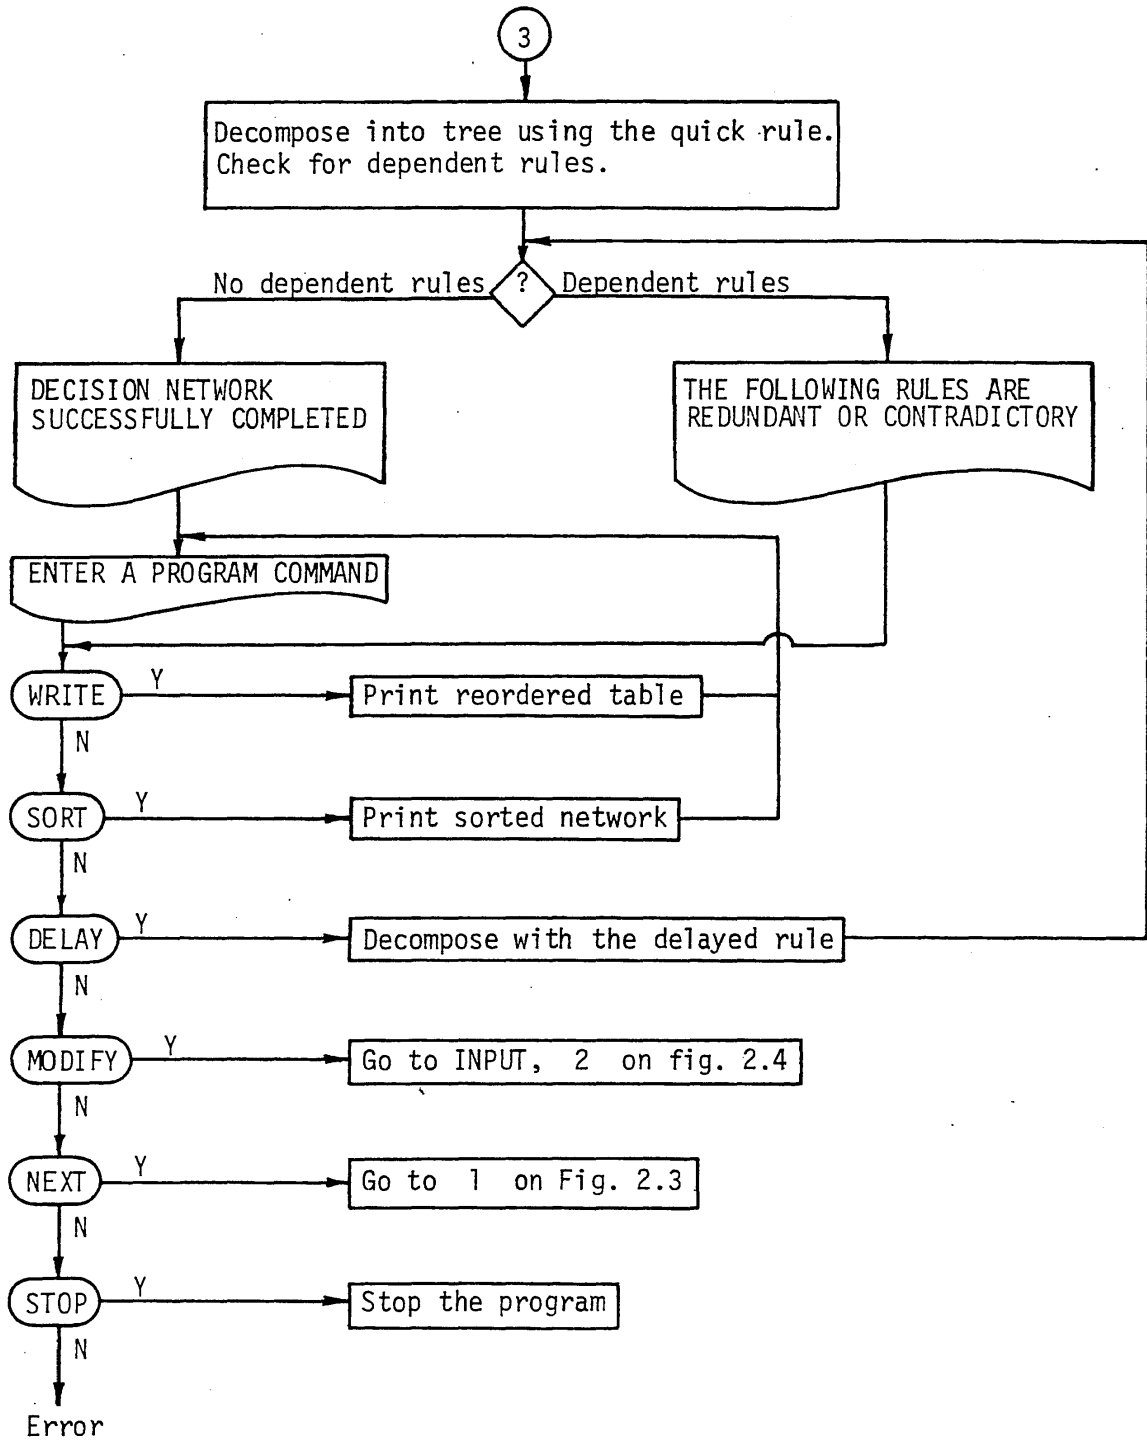 3
Decompose into tree using the quick rule.
Check for dependent rules.
No dependent rules
?
Dependent rules
DECISION NETWORK
SUCCESSFULLY COMPLETED
THE FOLLOWING RULES ARE
REDUNDANT OR CONTRADICTORY
ENTER A PROGRAM COMMAND
WRITE
Y
Print reordered table
N
SORT
Y
Print sorted network
N
DELAY
Y
Decompose with the delayed rule
N
MODIFY
Y
Go to INPUT, 2 on fig. 2.4
N
NEXT
Y
Go to 1 on Fig. 2.3
N
STOP
Y
Stop the program
N
Error